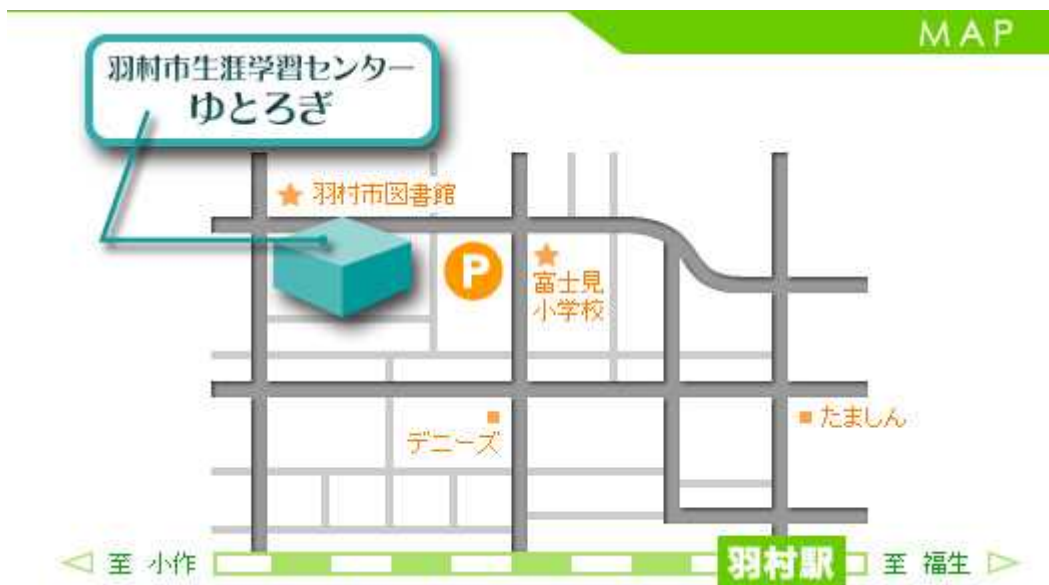 MAP
羽村市生涯学習センター
ゆとろぎ
羽村市図書館
P
富士見
小学校
たましん
デニーズ
至 小作
羽村駅
至 福生